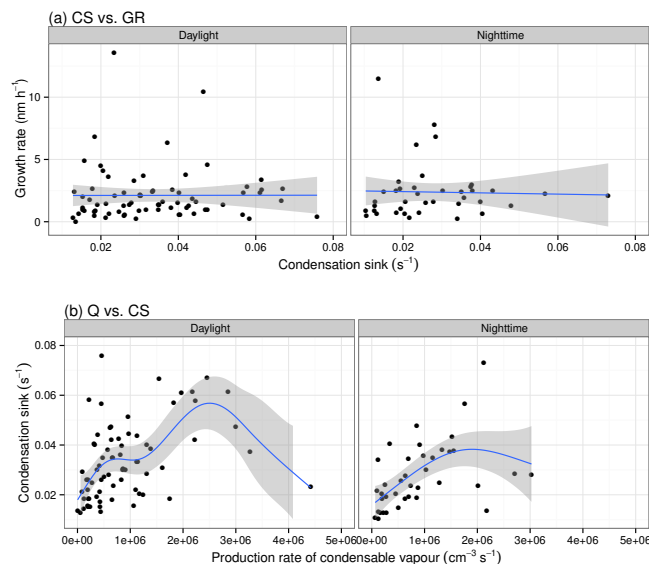 (a) CS vs. GR
Daylight
Nighttime
Growth rate (nm h⁻¹)
10
5
0
0.02 0.04 0.06 0.08
0.02 0.04 0.06 0.08
Condensation sink (s⁻¹)
(b) Q vs. CS
Daylight
Nighttime
Condensation sink (s⁻¹)
0.08
0.06
0.04
0.02
0e+00 1e+06 2e+06 3e+06 4e+06 5e+06
0e+00 1e+06 2e+06 3e+06 4e+06 5e+06
Production rate of condensable vapour (cm⁻³ s⁻¹)